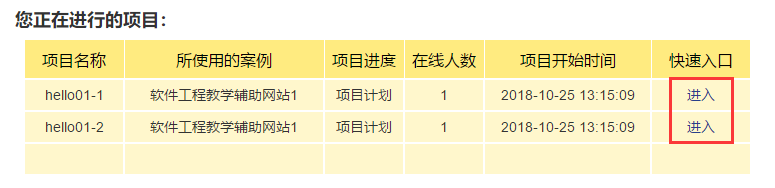 您正在进行的项目：
项目名称 所使用的案例 项目进度 在线人数 项目开始时间 快速入口
hello01-1 软件工程教学辅助网站1 项目计划 1 2018-10-25 13:15:09 进入
hello01-2 软件工程教学辅助网站1 项目计划 1 2018-10-25 13:15:09 进入